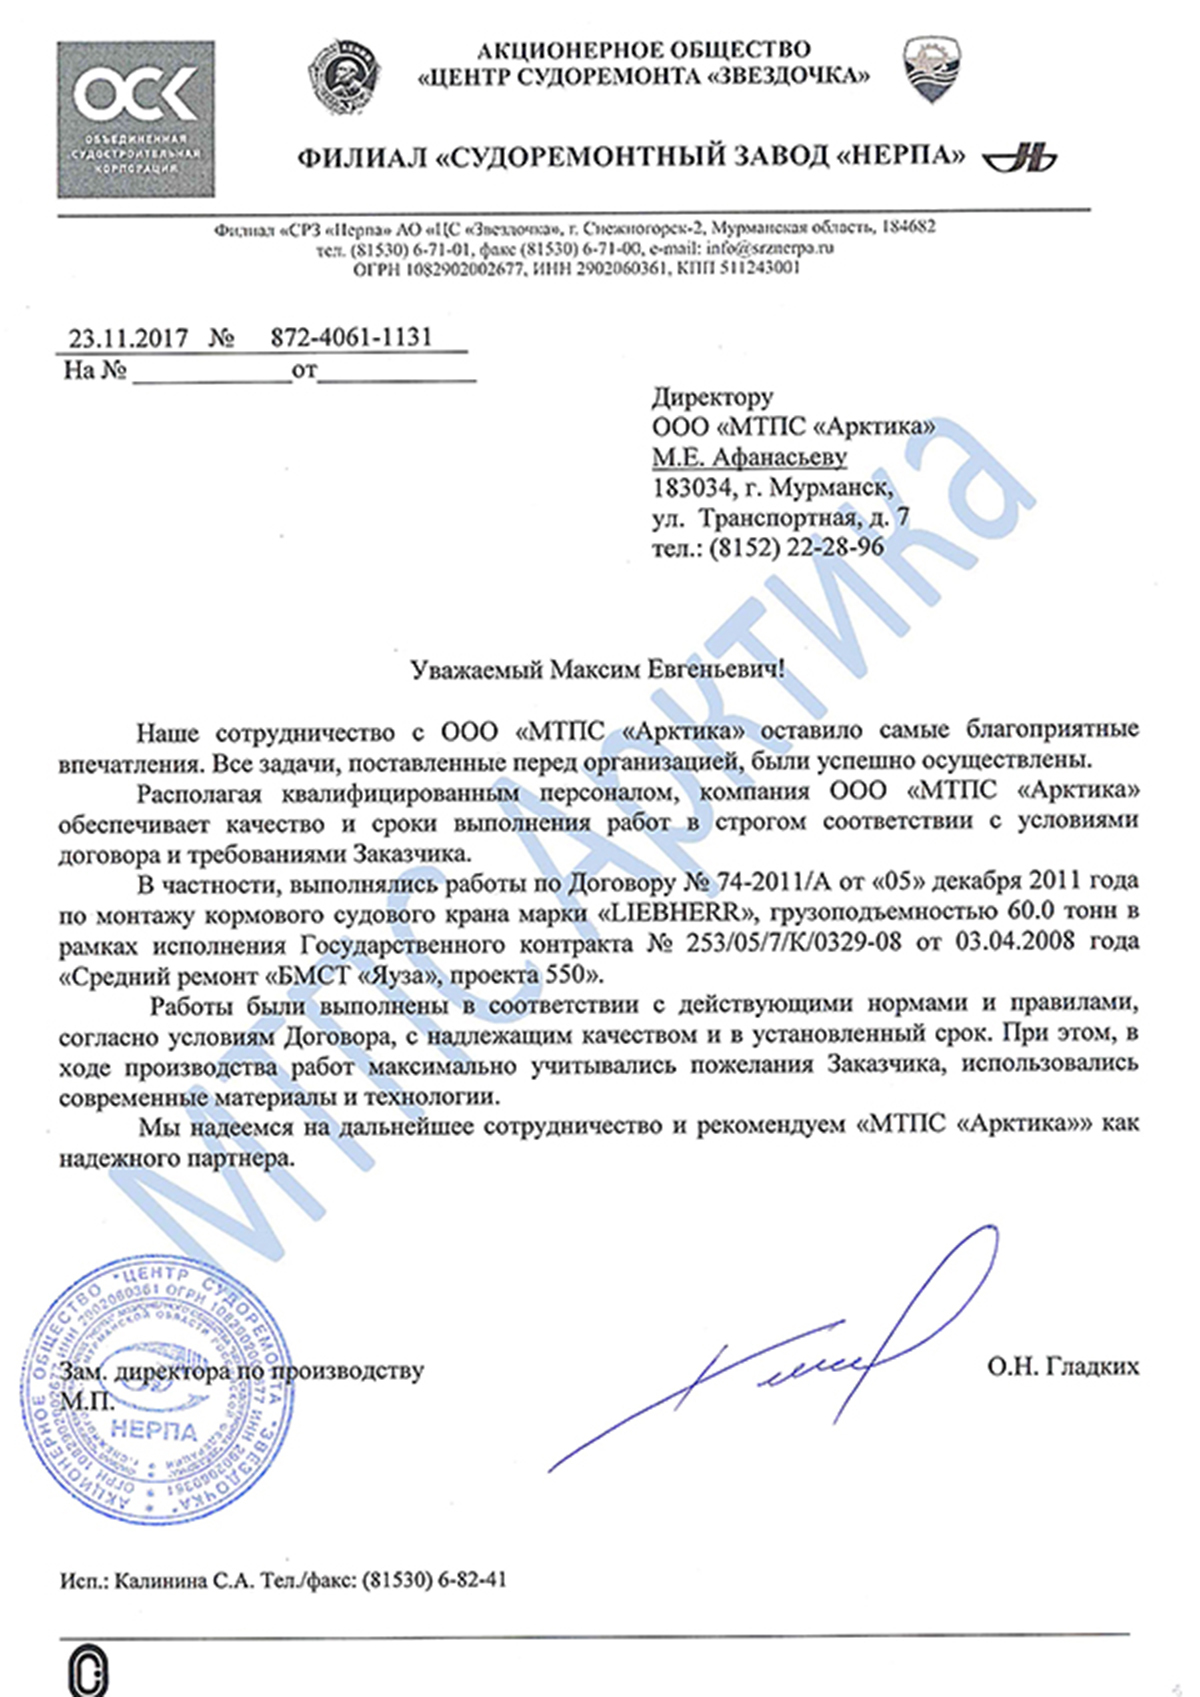 ОСК
ОБЪЕДИНЕННАЯ
СУДОСТРОИТЕЛЬНАЯ
КОРПОРАЦИЯ
АКЦИОНЕРНОЕ ОБЩЕСТВО
«ЦЕНТР СУДОРЕМОНТА «ЗВЕЗДОЧКА»
ФИЛИАЛ «СУДОРЕМОНТНЫЙ ЗАВОД «НЕРПА»
Филиал «СРЗ «Нерпа» АО «ЦС «Звездочка», г. Снежногорск-2, Мурманская область, 184682
тел. (81530) 6-71-01, факс (81530) 6-71-00, e-mail: info@srznerpa.ru
ОГРН 1082902002677, ИНН 2902060361, КПП 511243001
23.11.2017 № 872-4061-1131
На № ____________от____________
Директору
ООО «МТПС «Арктика»
М.Е. Афанасьеву
183034, г. Мурманск,
ул. Транспортная, д. 7
тел.: (8152) 22-28-96
МТПС Арктика
Уважаемый Максим Евгеньевич!
Наше сотрудничество с ООО «МТПС «Арктика» оставило самые благоприятные
впечатления. Все задачи, поставленные перед организацией, были успешно осуществлены.
Располагая квалифицированным персоналом, компания ООО «МТПС «Арктика»
обеспечивает качество и сроки выполнения работ в строгом соответствии с условиями
договора и требованиями Заказчика.
В частности, выполнялись работы по Договору № 74-2011/А от «05» декабря 2011 года
по монтажу кормового судового крана марки «LIEBHERR», грузоподъемностью 60.0 тонн в
рамках исполнения Государственного контракта № 253/05/7/К/0329-08 от 03.04.2008 года
«Средний ремонт «БМСТ «Яуза», проекта 550».
Работы были выполнены в соответствии с действующими нормами и правилами,
согласно условиям Договора, с надлежащим качеством и в установленный срок. При этом, в
ходе производства работ максимально учитывались пожелания Заказчика, использовались
современные материалы и технологии.
Мы надеемся на дальнейшее сотрудничество и рекомендуем «МТПС «Арктика»» как
надежного партнера.
Зам. директора по производству
М.П.
О.Н. Гладких
АКЦИОНЕРНОЕ ОБЩЕСТВО "ЦЕНТР СУДОРЕМОНТА "ЗВЕЗДОЧКА"
ОГРН 1082902002677 ИНН 2902060361 ОГРН 1082902002677 ИНН 2902060361
НЕРПА
Исп.: Калинина С.А. Тел./факс: (81530) 6-82-41